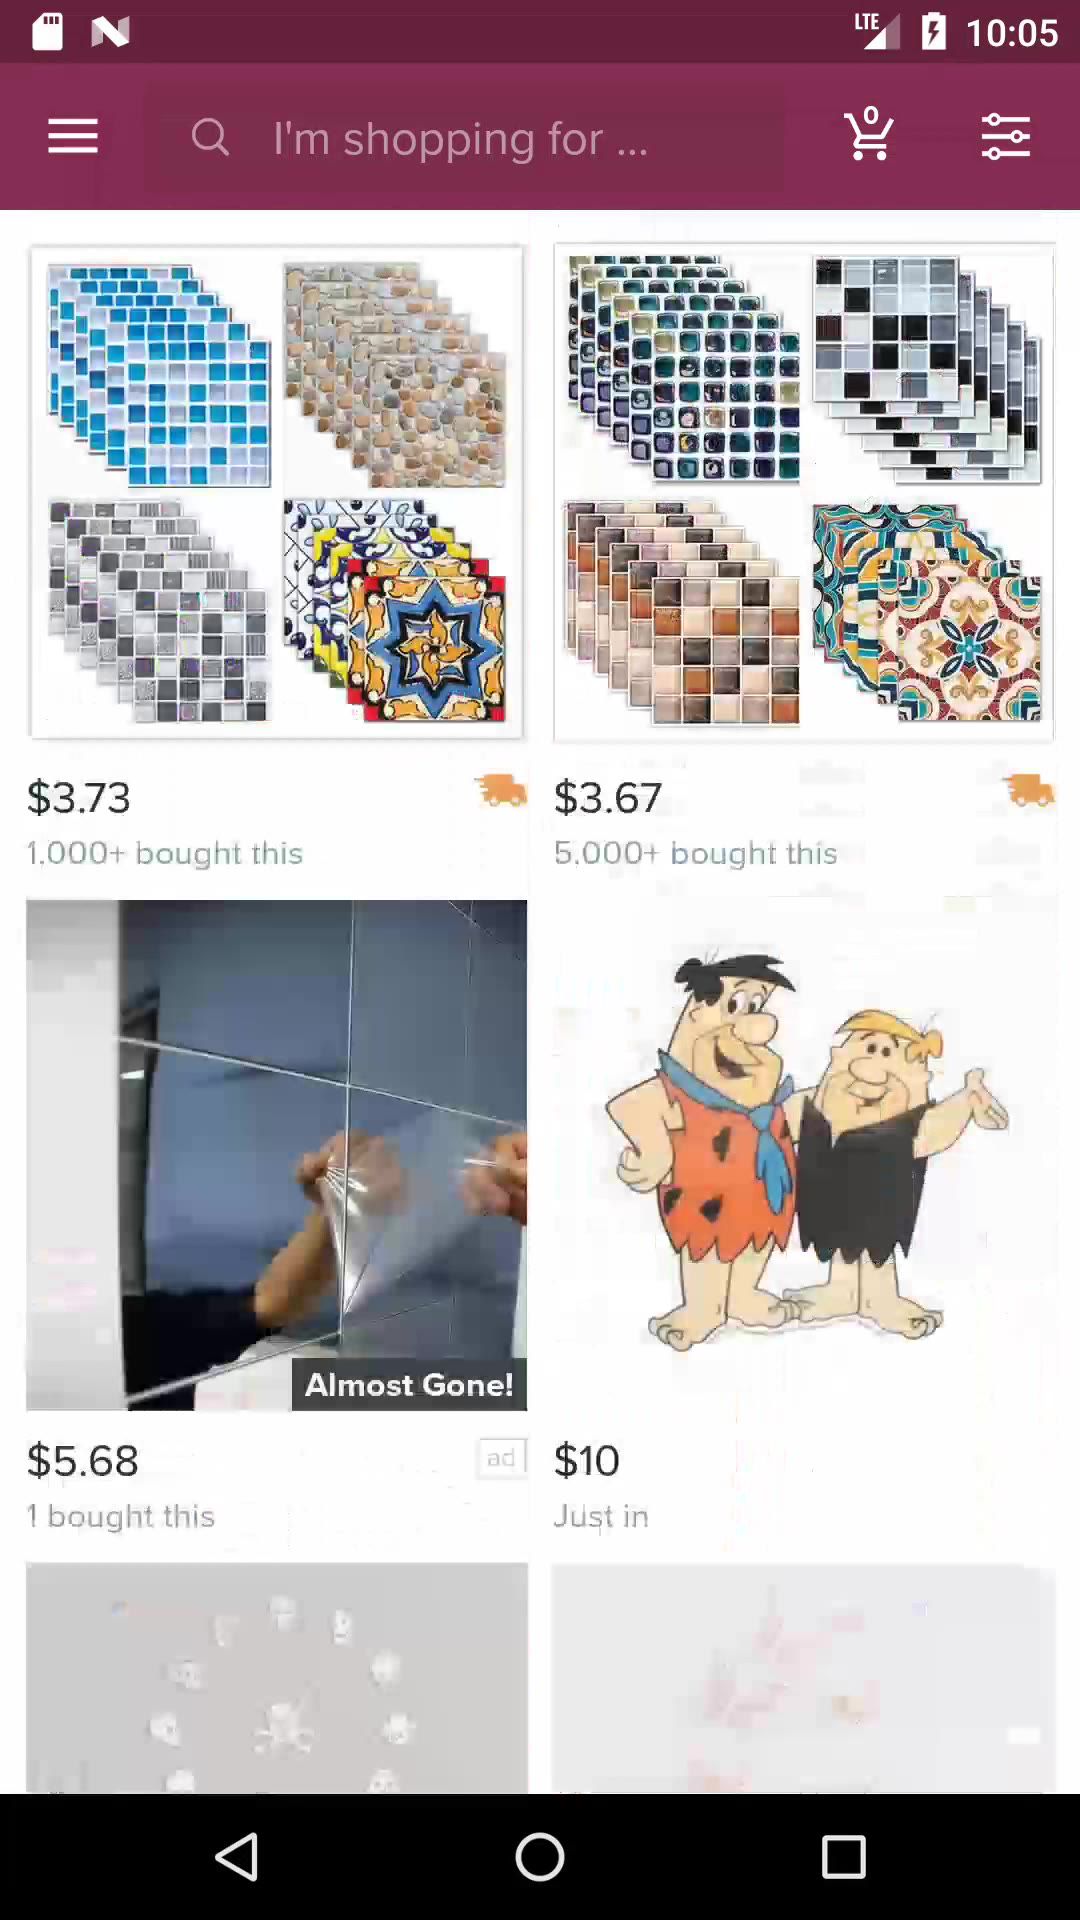 LTE
10:05
I'm shopping for ...
0
$3.73
1,000+ bought this
$3.67
5,000+ bought this
Almost Gone!
$5.68
ad
1 bought this
$10
Just in